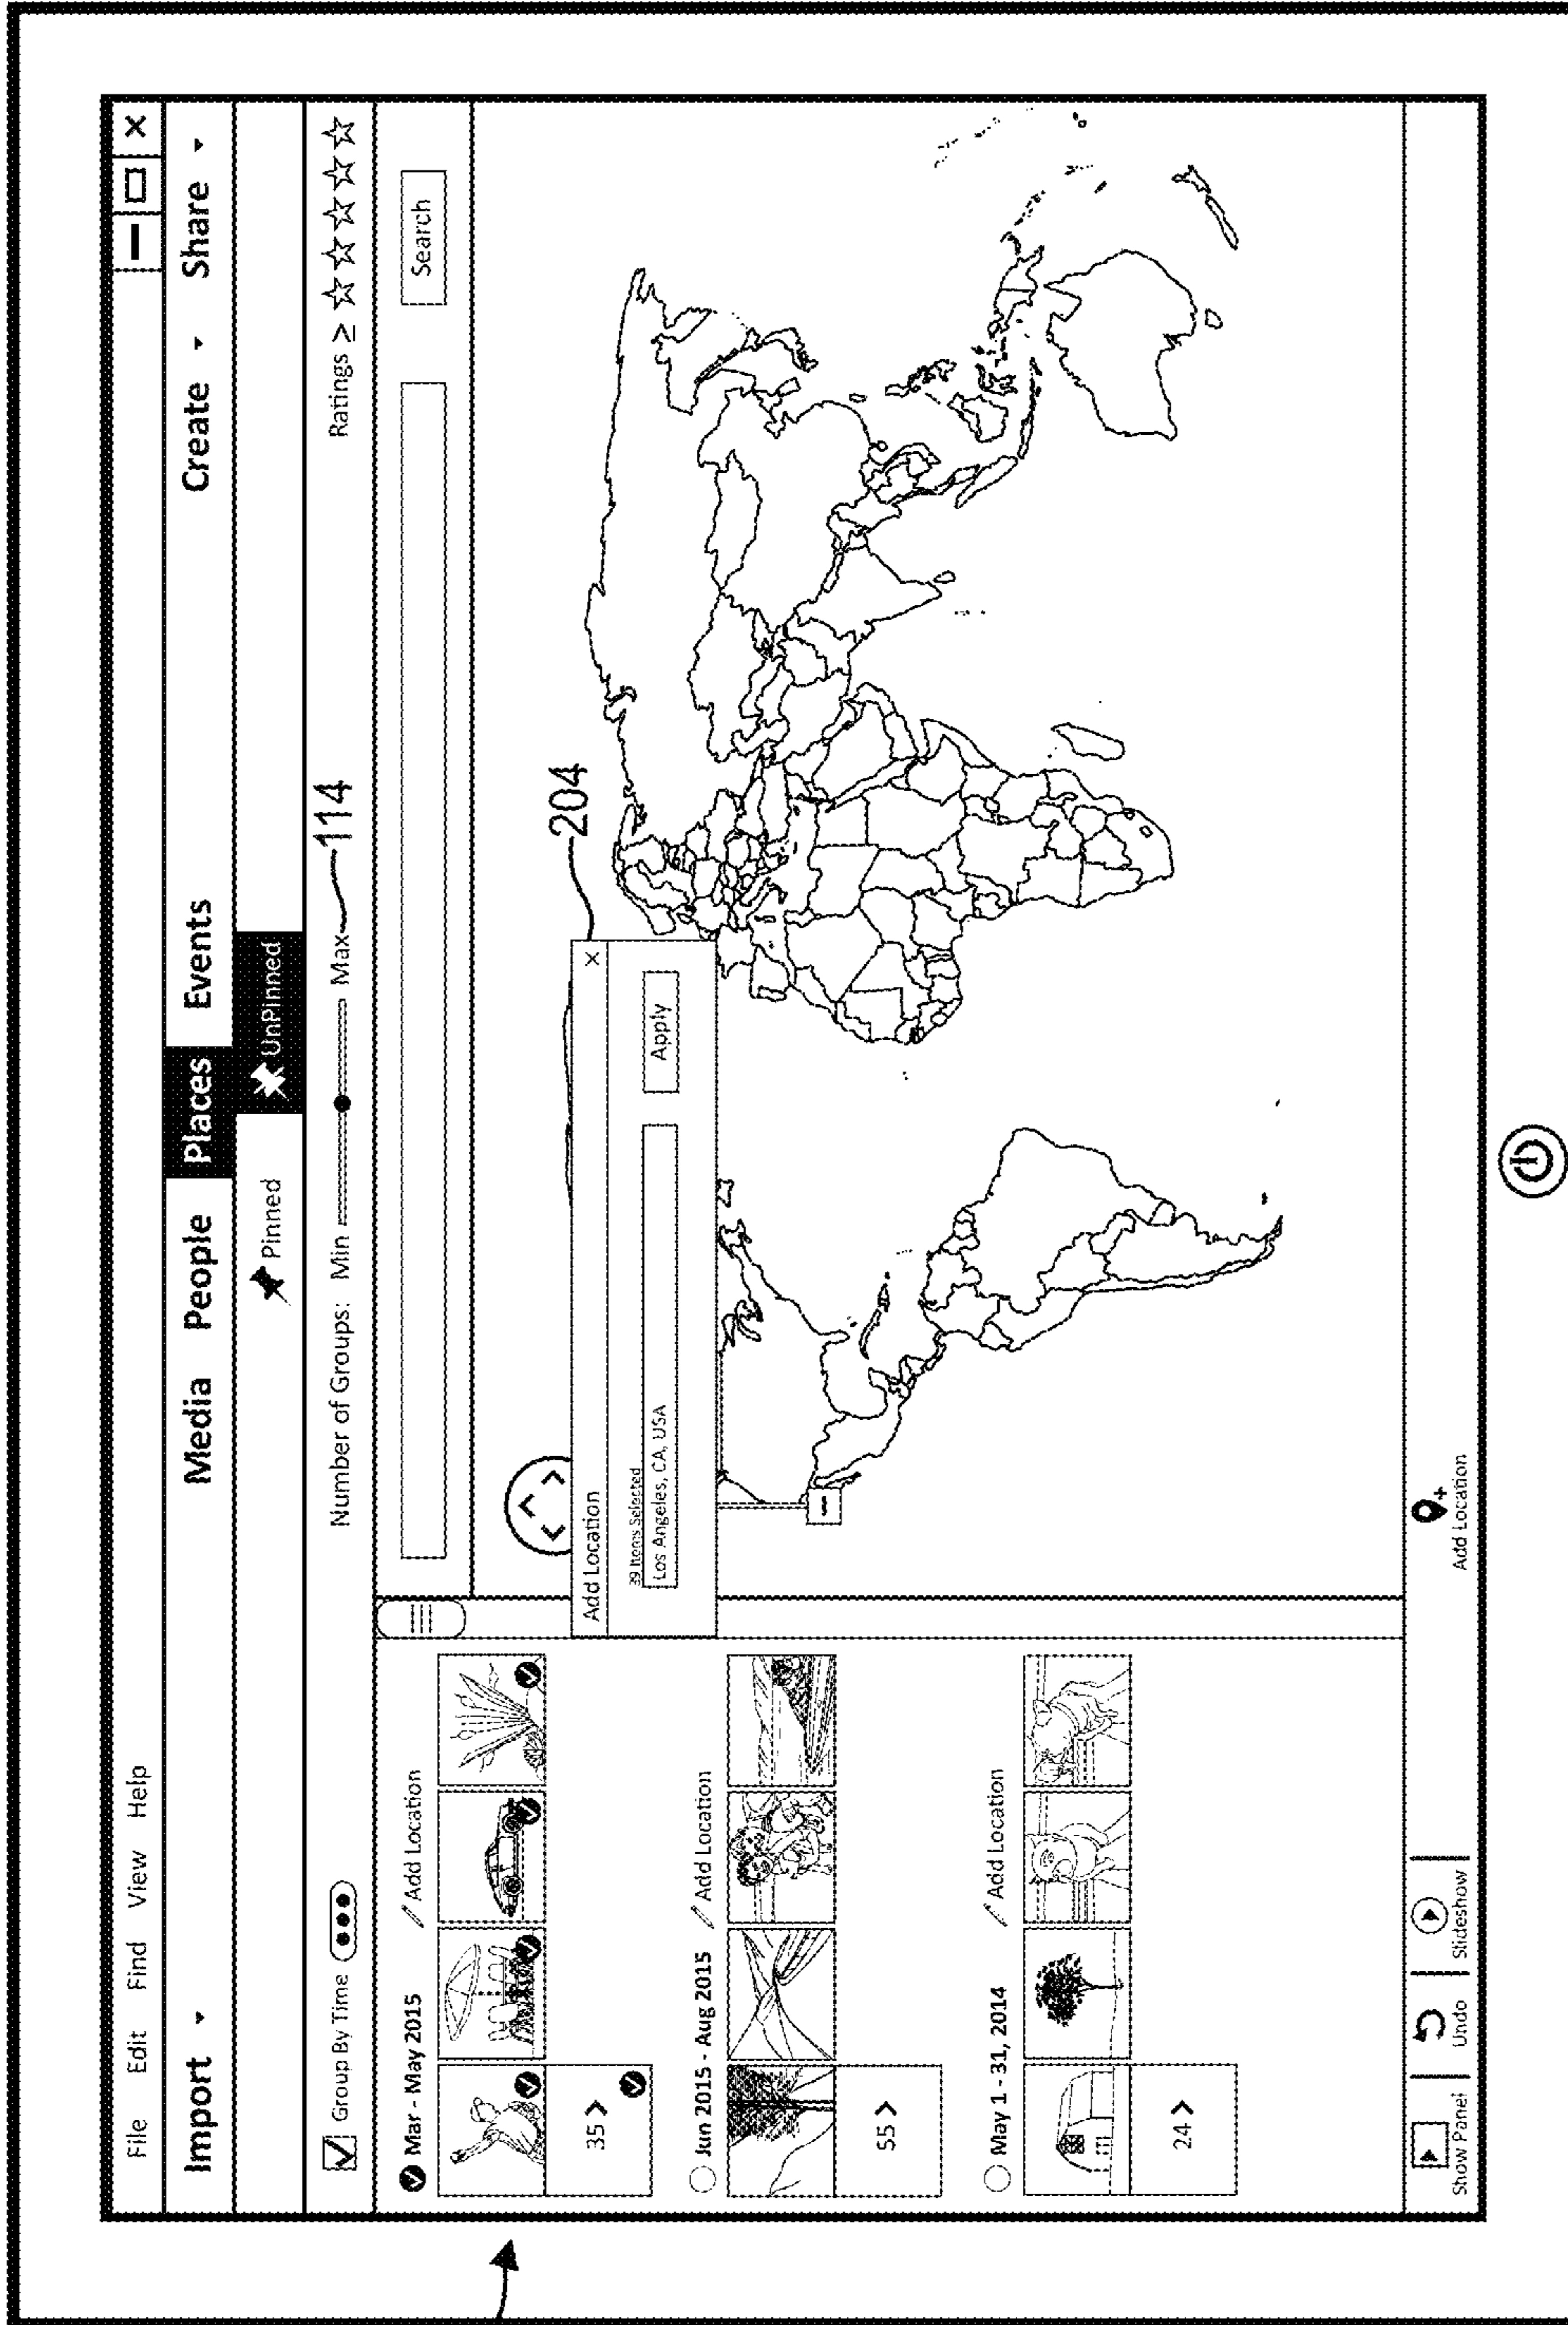 File Edit Find View Help
Import Media People Places Events Create Share
Pinned UnPinned
Group By Time Number of Groups: Min Max 114 Ratings ≥
Search
Mar - May 2015 Add Location
35 >
Jun 2015 - Aug 2015 Add Location
55 >
May 1 - 31, 2014 Add Location
24 >
204
Add Location ×
39 Items Selected
Los Angeles, CA, USA Apply
Show Panel Undo Slideshow Add Location